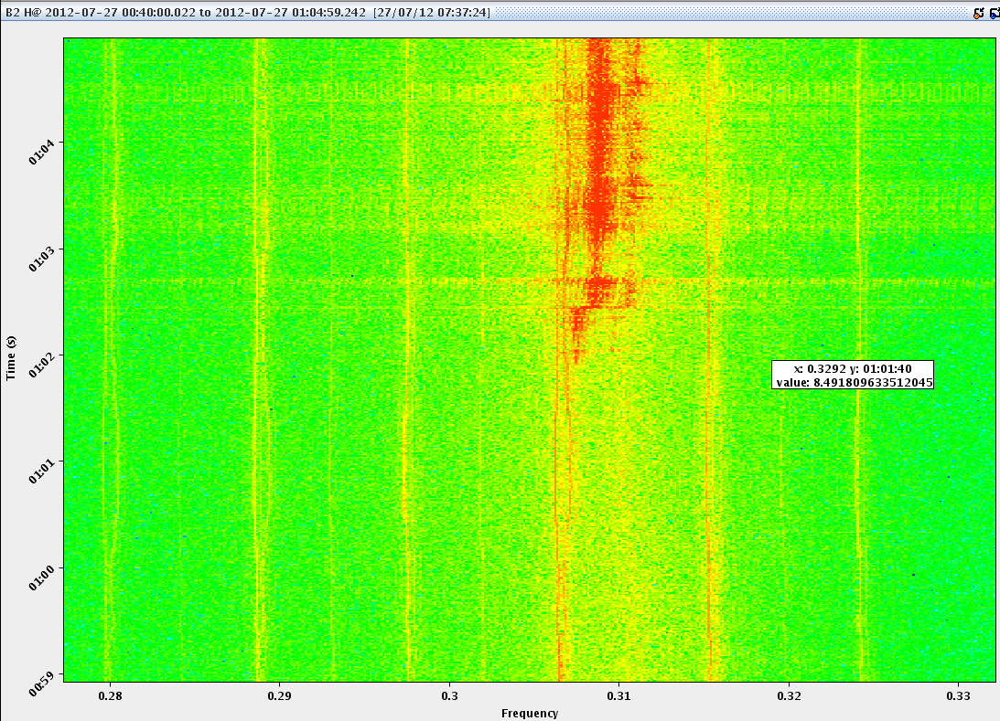 B2 H@ 2012-07-27 00:40:00.022 to 2012-07-27 01:04:59.242 [27/07/12 07:37:24]
01:04
01:03
01:02
01:01
01:00
00:59
Time (s)
x: 0.3292 y: 01:01:40
value: 8.491809633512045
0.28 0.29 0.3 0.31 0.32 0.33
Frequency